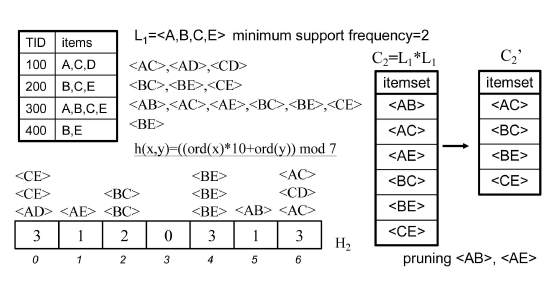 L1=<A,B,C,E> minimum support frequency=2
TID items
100 A,C,D
200 B,C,E
300 A,B,C,E
400 B,E
<AC>,<AD>,<CD>
<BC>,<BE>,<CE>
<AB>,<AC>,<AE>,<BC>,<BE>,<CE>
<BE>
h(x,y)=((ord(x)*10+ord(y)) mod 7
<CE> <BE> <AC>
<CE> <BC> <BE> <CD>
<AD> <AE> <BC> <BE> <AB> <AC>
3 1 2 0 3 1 3 H2
0 1 2 3 4 5 6
C2=L1*L1
itemset
<AB>
<AC>
<AE>
<BC>
<BE>
<CE>
C2’
itemset
<AC>
<BC>
<BE>
<CE>
pruning <AB>, <AE>